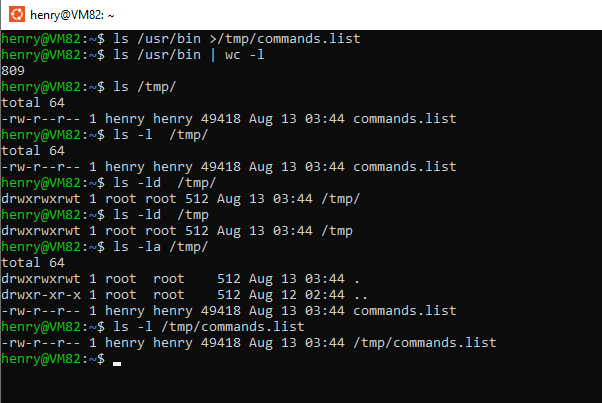 henry@VM82: ~
henry@VM82:~$ ls /usr/bin >/tmp/commands.list
henry@VM82:~$ ls /usr/bin | wc -l
809
henry@VM82:~$ ls /tmp/
total 64
-rw-r--r-- 1 henry henry 49418 Aug 13 03:44 commands.list
henry@VM82:~$ ls -l  /tmp/
total 64
-rw-r--r-- 1 henry henry 49418 Aug 13 03:44 commands.list
henry@VM82:~$ ls -ld  /tmp/
drwxrwxrwt 1 root root 512 Aug 13 03:44 /tmp/
henry@VM82:~$ ls -ld  /tmp
drwxrwxrwt 1 root root 512 Aug 13 03:44 /tmp
henry@VM82:~$ ls -la /tmp/
total 64
drwxrwxrwt 1 root  root    512 Aug 13 03:44 .
drwxr-xr-x 1 root  root    512 Aug 12 02:44 ..
-rw-r--r-- 1 henry henry 49418 Aug 13 03:44 commands.list
henry@VM82:~$ ls -l /tmp/commands.list
-rw-r--r-- 1 henry henry 49418 Aug 13 03:44 /tmp/commands.list
henry@VM82:~$